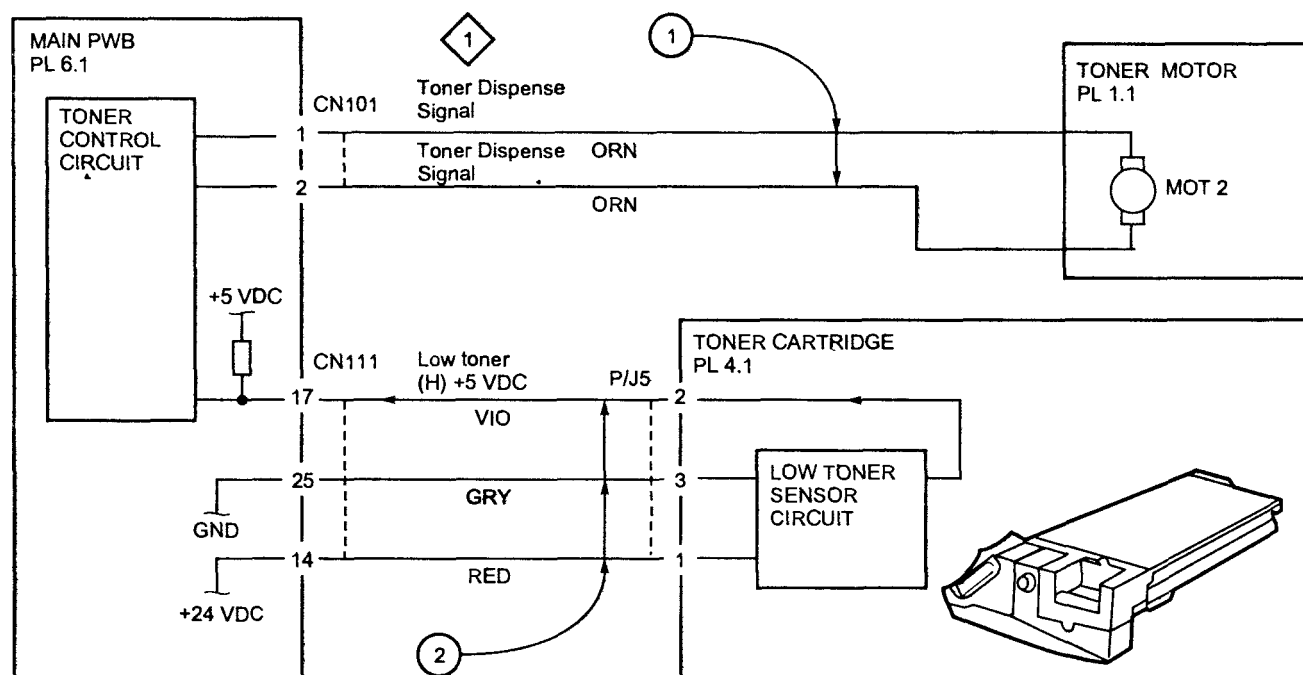 MAIN PWB
PL 6.1
TONER
CONTROL
CIRCUIT
CN101
1
2
1
1
Toner Dispense
Signal
Toner Dispense
Signal
ORN
ORN
TONER MOTOR
PL 1.1
MOT 2
+5 VDC
CN111
Low toner
(H) +5 VDC
P/J5
TONER CARTRIDGE
PL 4.1
17
VIO
2
25
GRY
3
GND
14
RED
1
+24 VDC
LOW TONER
SENSOR
CIRCUIT
2